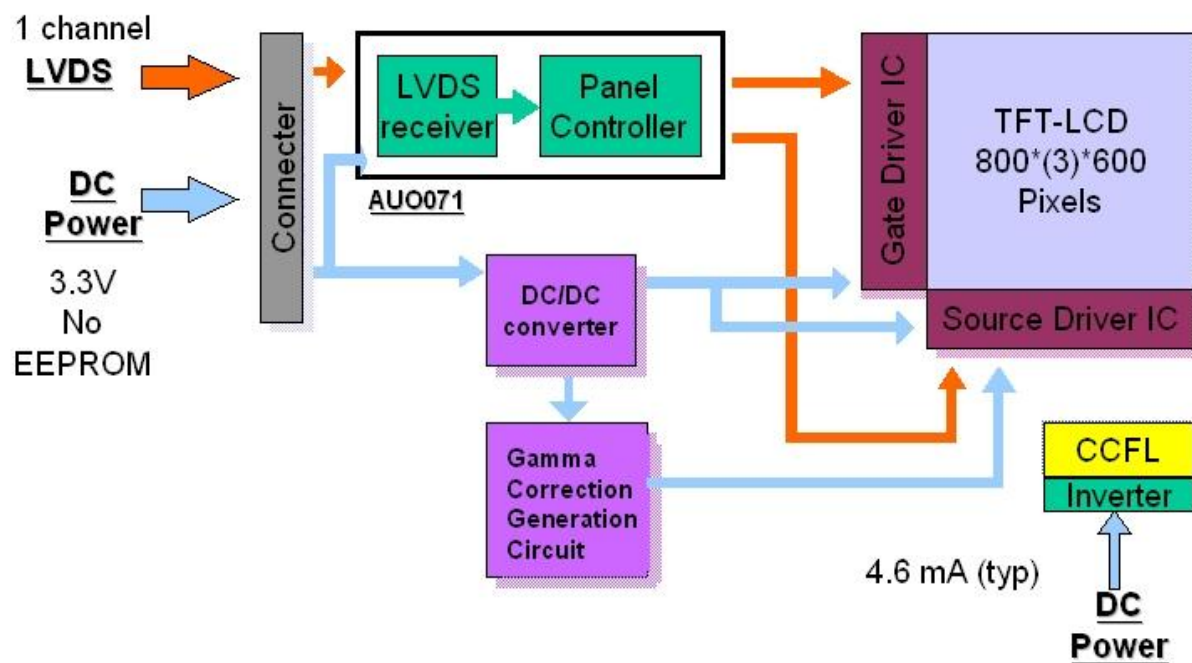 1 channel
LVDS
DC
Power
3.3V
No
EEPROM
Connecter
LVDS
receiver
Panel
Controller
AUO071
DC/DC
converter
Gamma
Correction
Generation
Circuit
Gate Driver IC
TFT-LCD
800*(3)*600
Pixels
Source Driver IC
CCFL
Inverter
4.6 mA (typ)
DC
Power